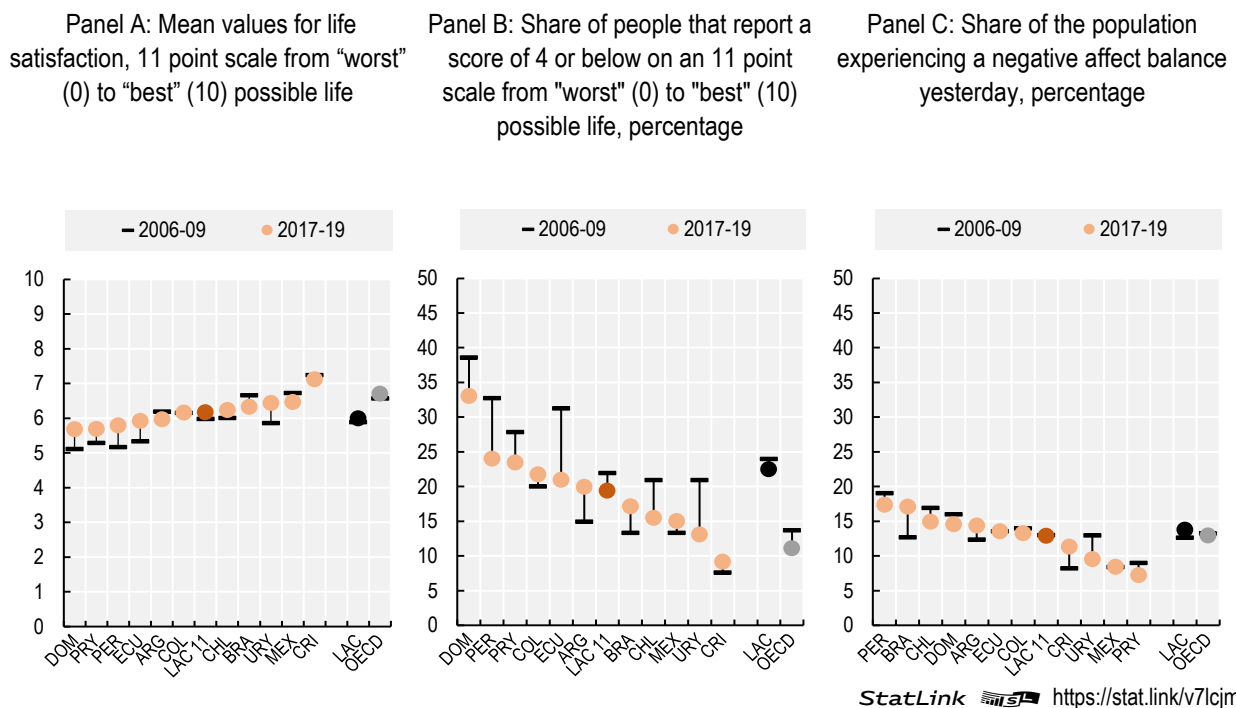 Panel A: Mean values for life
satisfaction, 11 point scale from “worst”
(0) to “best” (10) possible life
Panel B: Share of people that report a
score of 4 or below on an 11 point
scale from "worst" (0) to "best" (10)
possible life, percentage
Panel C: Share of the population
experiencing a negative affect balance
yesterday, percentage
2006-09 2017-19
10
9
8
7
6
5
4
3
2
1
0
DOM PRY PER ECU ARG COL LAC 11 CHL BRA URY MEX CRI LAC OECD
2006-09 2017-19
50
45
40
35
30
25
20
15
10
5
0
DOM PER PRY COL ECU ARG LAC 11 BRA CHL MEX URY CRI LAC OECD
2006-09 2017-19
50
45
40
35
30
25
20
15
10
5
0
PER BRA CHL DOM ARG ECU COL LAC 11 CRI URY MEX PRY LAC OECD
StatLink SL https://stat.link/v7lcjm